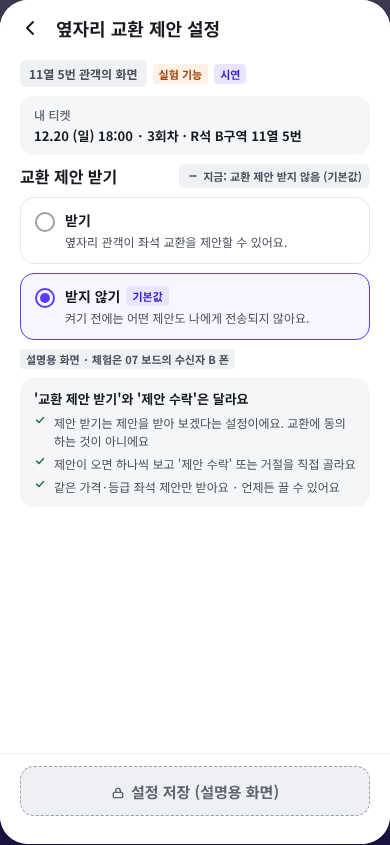 옆자리 교환 제안 설정
11열 5번 관객의 화면 실험 기능 시연
내 티켓
12.20 (일) 18:00 · 3회차 · R석 B구역 11열 5번
교환 제안 받기 – 지금: 교환 제안 받지 않음 (기본값)
받기
옆자리 관객이 좌석 교환을 제안할 수 있어요.
받지 않기 기본값
켜기 전에는 어떤 제안도 나에게 전송되지 않아요.
설명용 화면 · 체험은 07 보드의 수신자 B 폰
'교환 제안 받기'와 '제안 수락'은 달라요
제안 받기는 제안을 받아 보겠다는 설정이에요. 교환에 동의
하는 것이 아니에요
제안이 오면 하나씩 보고 '제안 수락' 또는 거절을 직접 골라요
같은 가격·등급 좌석 제안만 받아요 · 언제든 끌 수 있어요
설정 저장 (설명용 화면)